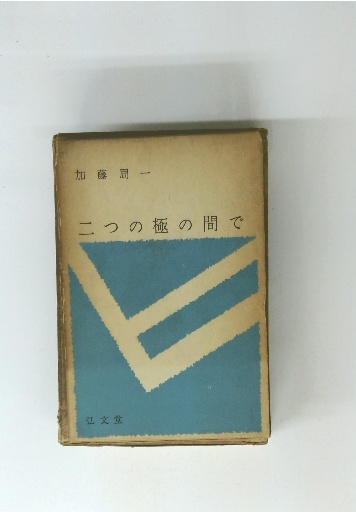 加藤周一
二つの極の間で
弘文堂